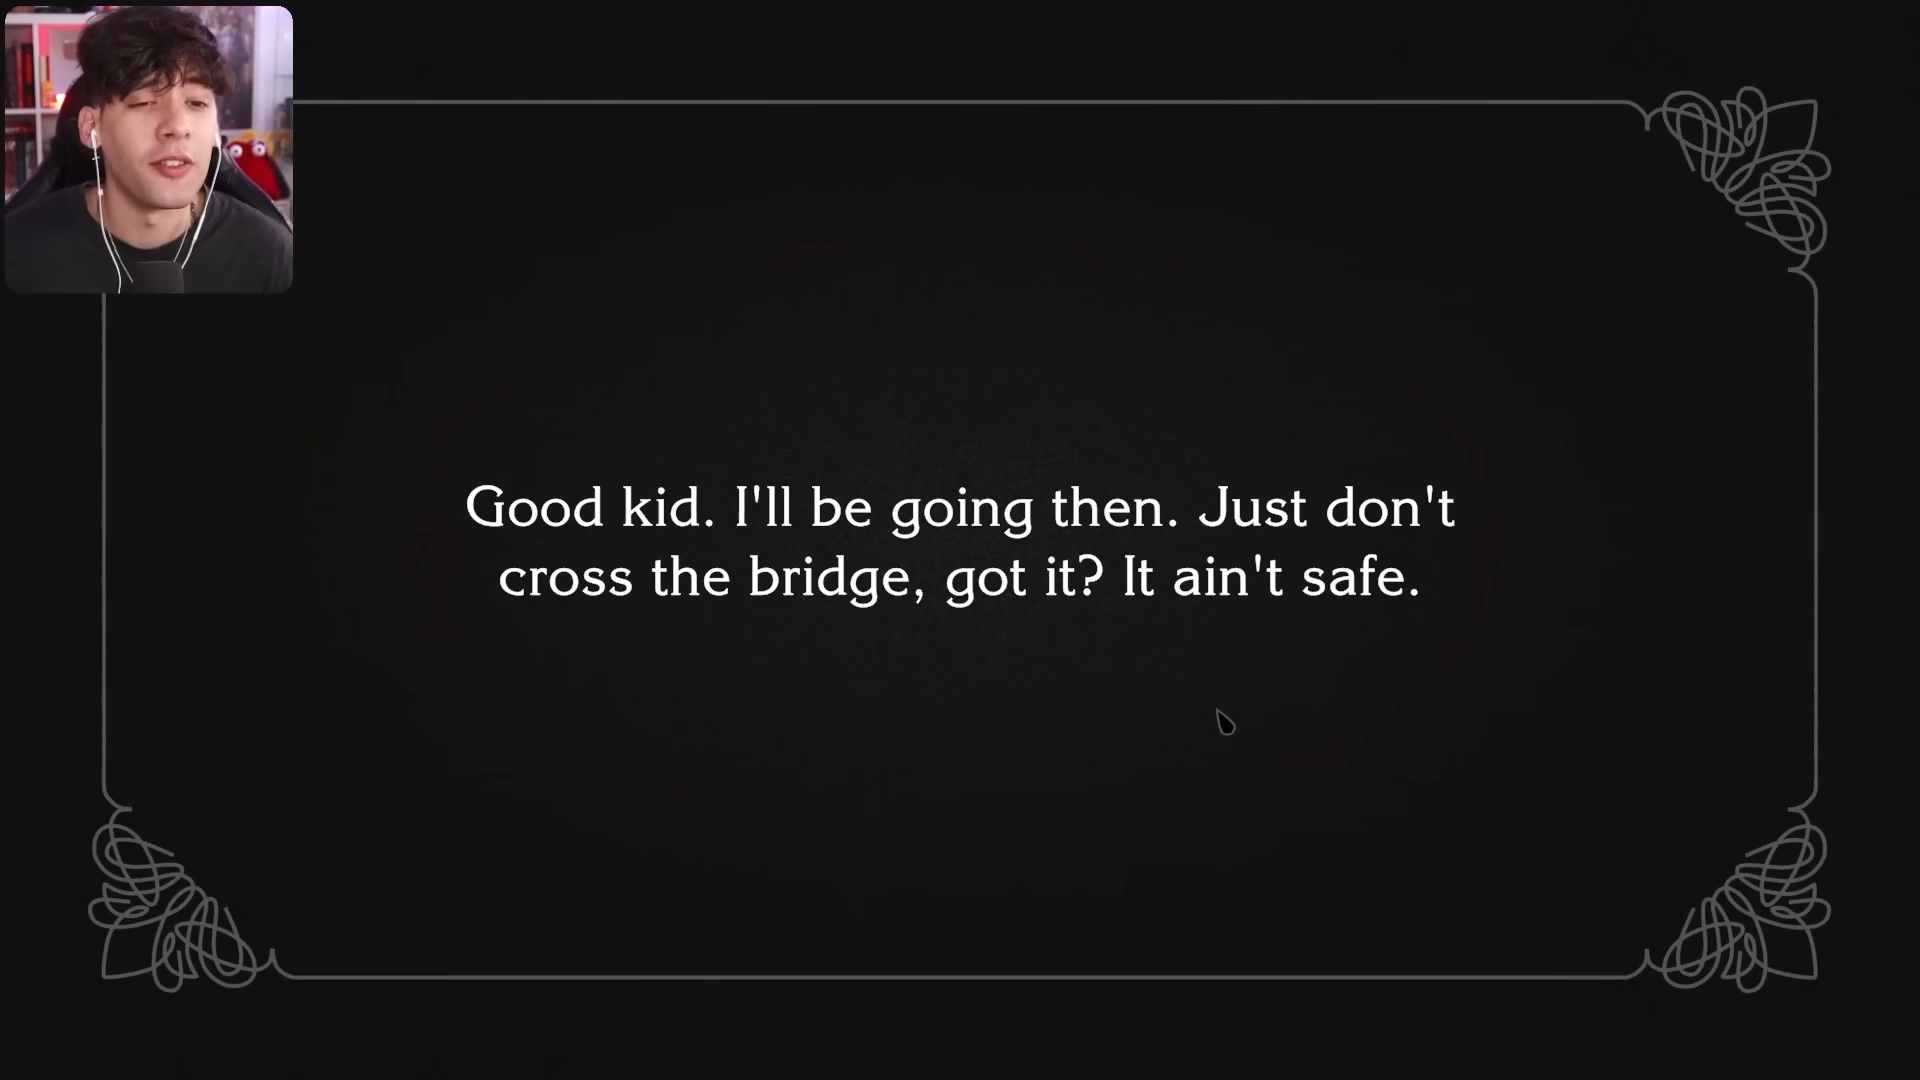 Good kid. I'll be going then. Just don't
cross the bridge, got it? It ain't safe.